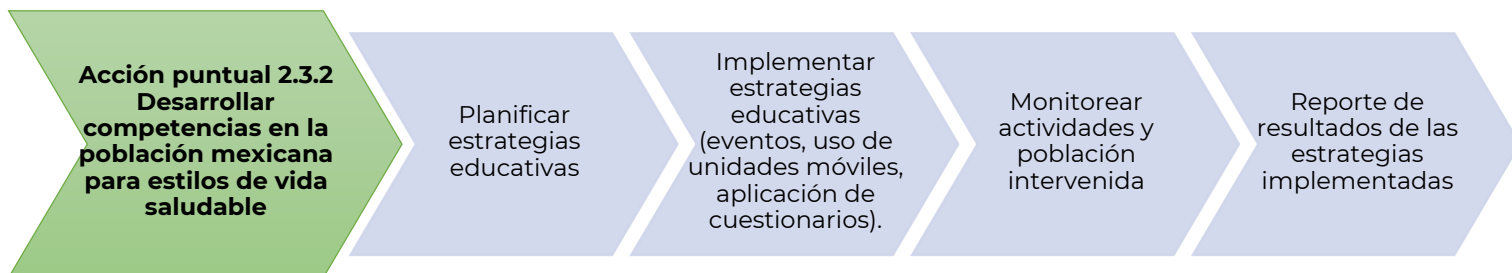 Acción puntual 2.3.2
Desarrollar
competencias en la
población mexicana
para estilos de vida
saludable
Planificar
estrategias
educativas
Implementar
estrategias
educativas
(eventos, uso de
unidades móviles,
aplicación de
cuestionarios).
Monitorear
actividades y
población
intervenida
Reporte de
resultados de las
estrategias
implementadas